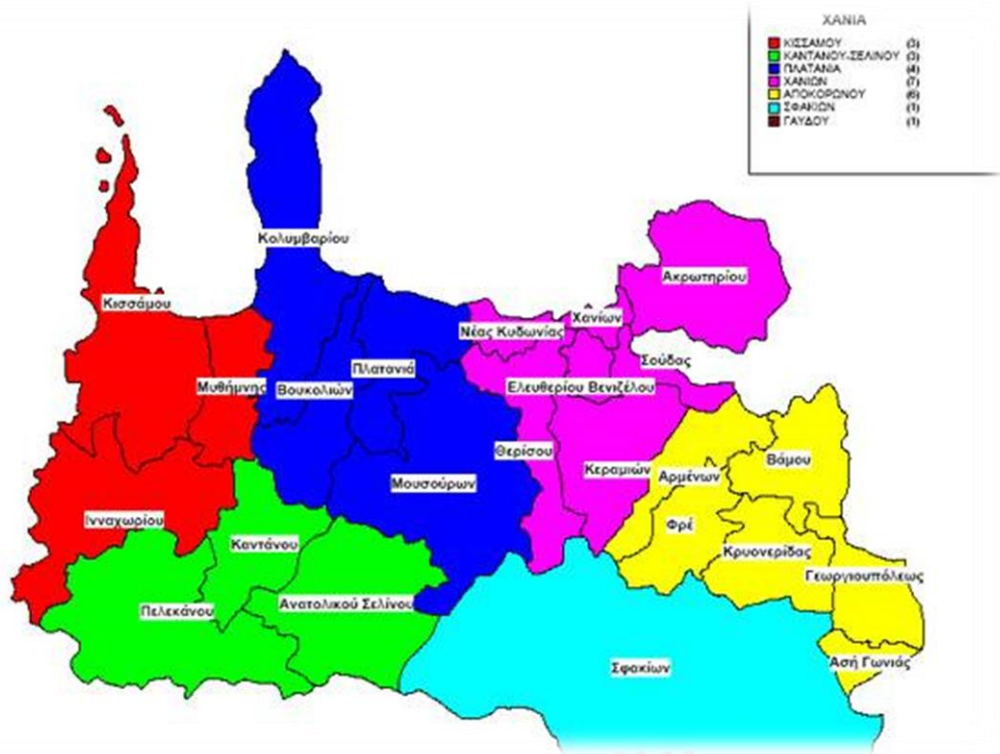 ΧΑΝΙΑ
ΚΙΣΣΑΜΟΥ (3)
ΚΑΝΤΑΝΟΥ-ΣΕΛΙΝΟΥ (3)
ΠΛΑΤΑΝΙΑ (4)
ΧΑΝΙΩΝ (7)
ΑΠΟΚΟΡΩΝΟΥ (6)
ΣΦΑΚΙΩΝ (1)
ΓΑΥΔΟΥ (1)
Κολυμβαρίου
Ακρωτηρίου
Κισσάμου
Χανίων
Νέας Κυδωνίας
Σούδας
Πλατανιά
Μυθήμνης
Βουκολιών
Ελευθερίου Βενιζέλου
Θερίσου
Βάμου
Κεραμιών
Αρμένων
Μουσούρων
Ινναχωρίου
Φρέ
Καντάνου
Κρυονερίδας
Γεωργιουπόλεως
Πελεκάνου
Ανατολικού Σελίνου
Ασή Γωνιάς
Σφακίων